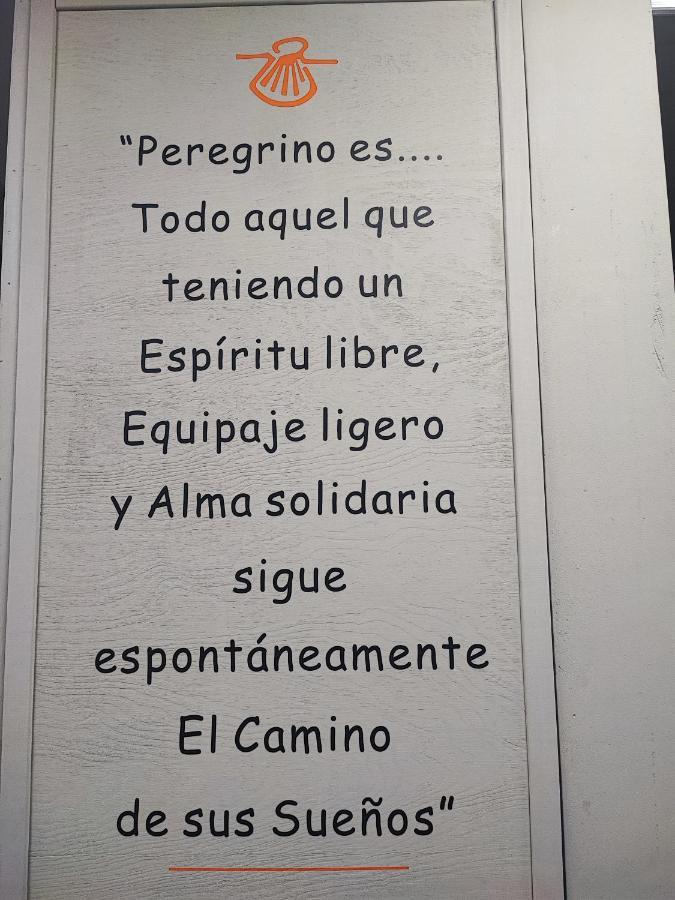 “Peregrino es....
Todo aquel que
teniendo un
Espíritu libre,
Equipaje ligero
y Alma solidaria
sigue
espontáneamente
El Camino
de sus Sueños”